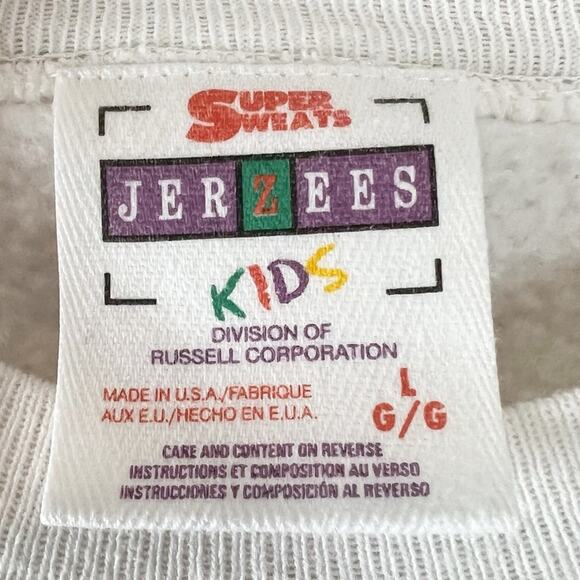 SUPER
SWEATS
JERZEES
KIDS
DIVISION OF
RUSSELL CORPORATION
MADE IN U.S.A./FABRIQUE
AUX E.U./HECHO EN E.U.A.
L
G/G
CARE AND CONTENT ON REVERSE
INSTRUCTIONS ET COMPOSITION AU VERSO
INSTRUCCIONES Y COMPOSICIÓN AL REVERSO